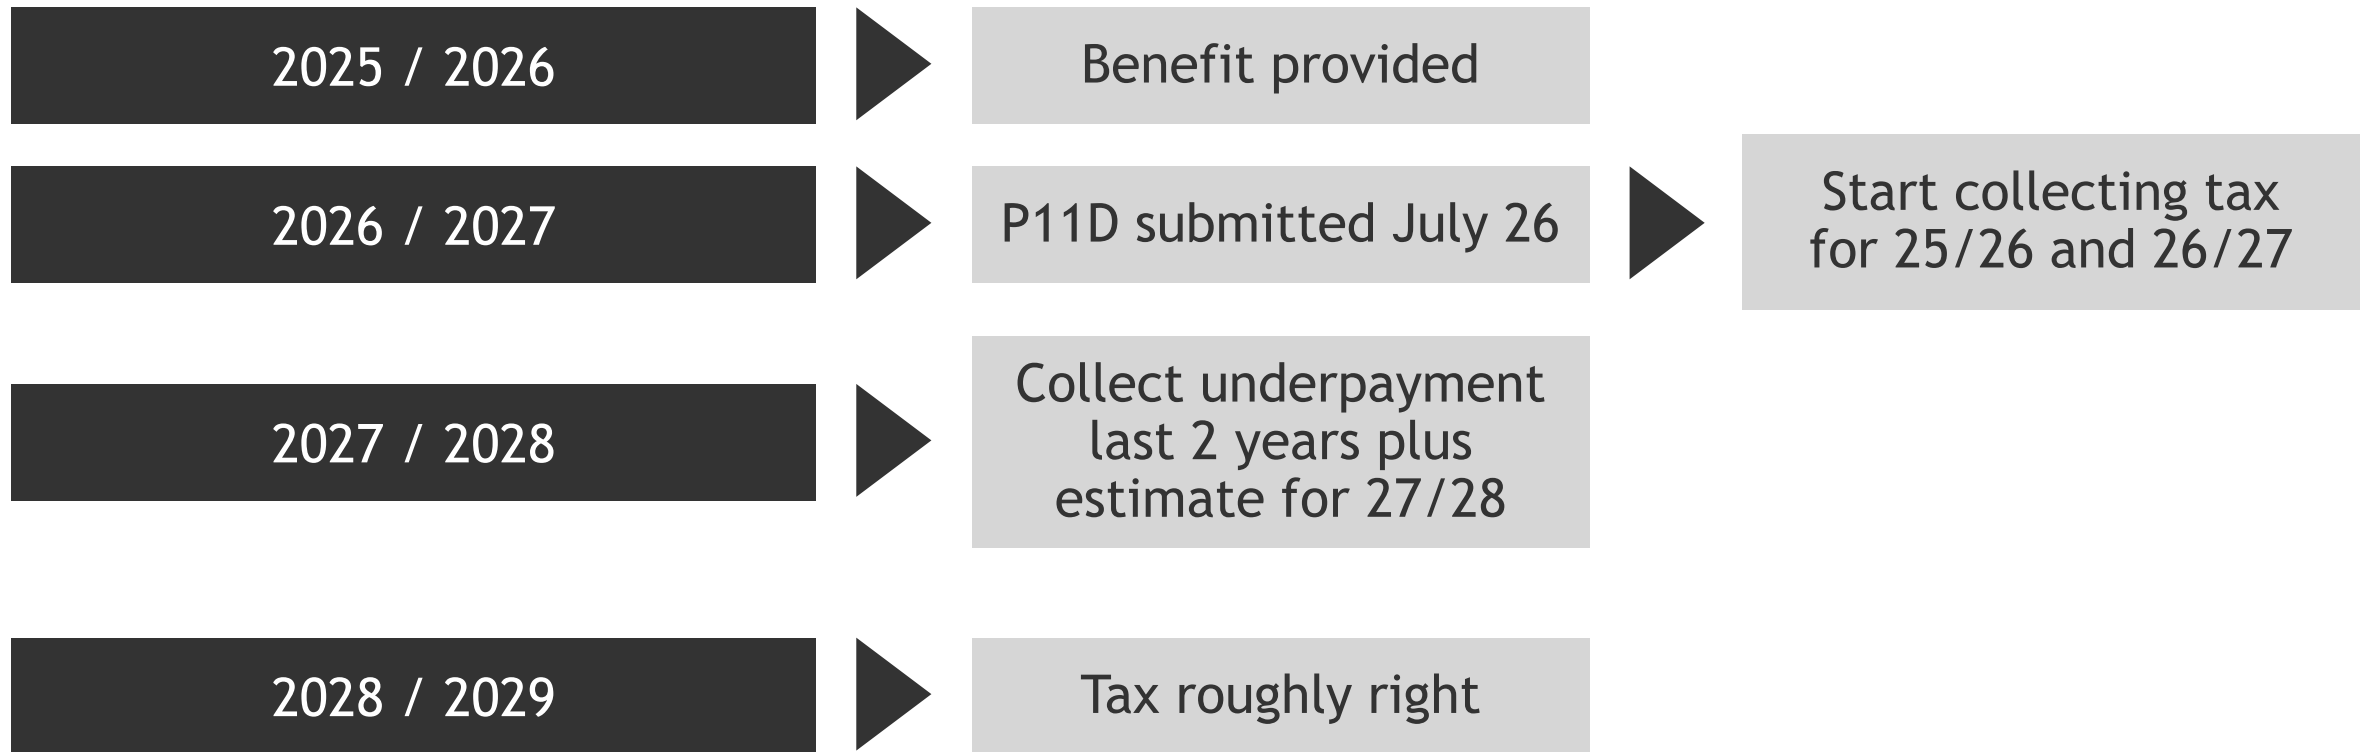 2025 / 2026
Benefit provided
2026 / 2027
P11D submitted July 26
Start collecting tax
for 25/26 and 26/27
2027 / 2028
Collect underpayment
last 2 years plus
estimate for 27/28
2028 / 2029
Tax roughly right